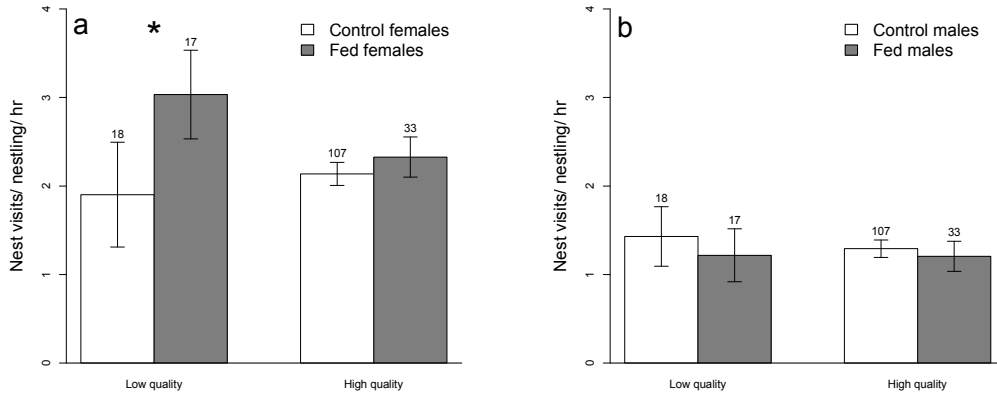 a
*
Control females
Fed females
Nest visits/ nestling/ hr
4
3
2
1
0
18
17
107
33
Low quality
High quality
b
Control males
Fed males
Nest visits/ nestling/ hr
4
3
2
1
0
18
17
107
33
Low quality
High quality